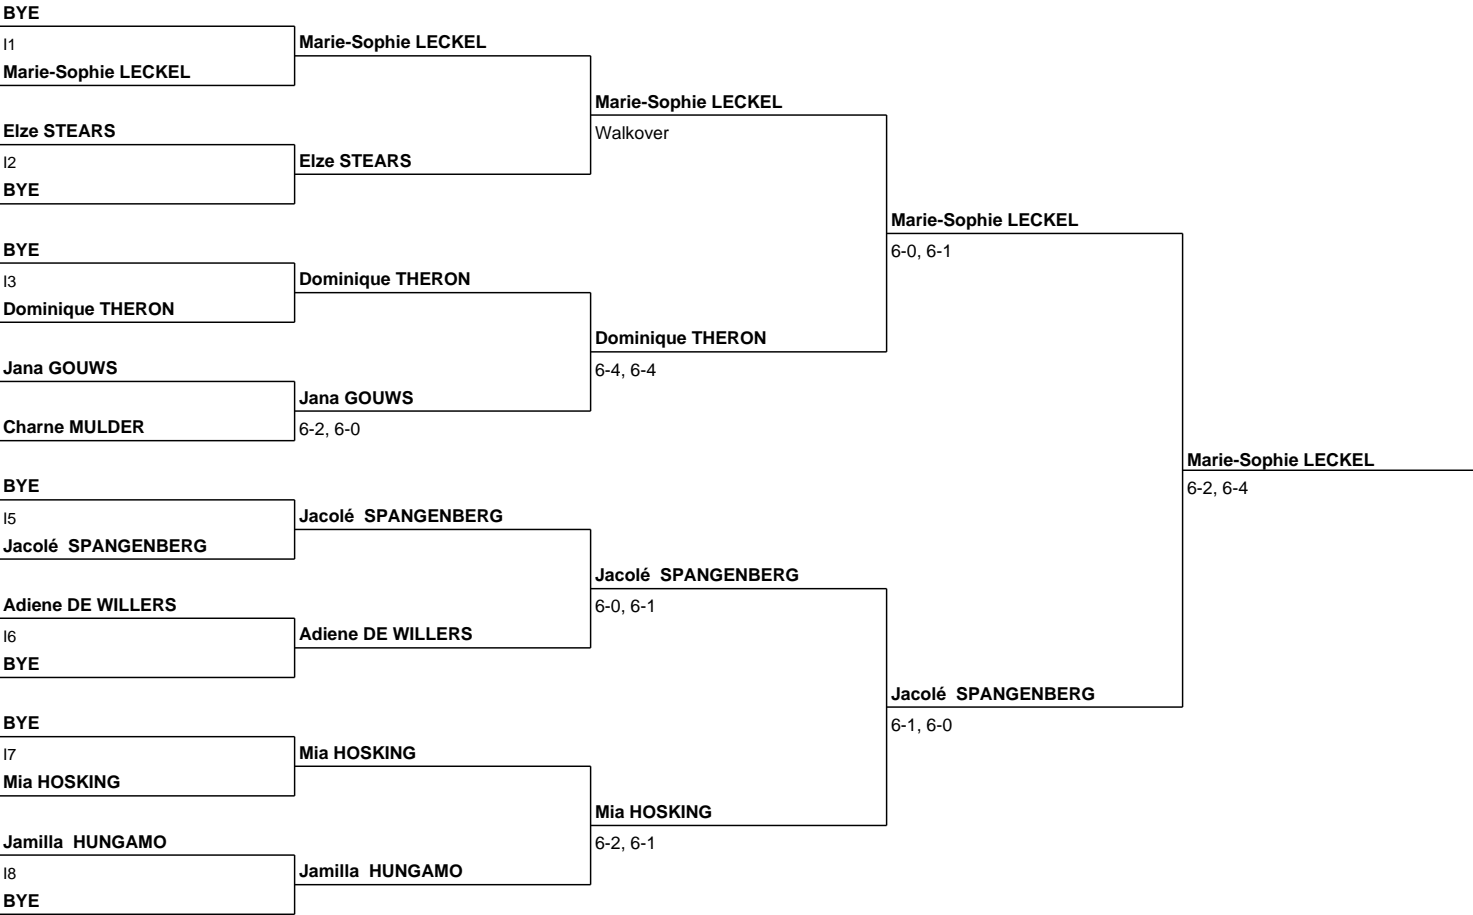 BYE
I1
Marie-Sophie LECKEL
Elze STEARS
I2
BYE
BYE
I3
Dominique THERON
Jana GOUWS
Charne MULDER
BYE
I5
Jacolé  SPANGENBERG
Adiene DE WILLERS
I6
BYE
BYE
I7
Mia HOSKING
Jamilla  HUNGAMO
I8
BYE
Marie-Sophie LECKEL
Elze STEARS
Dominique THERON
Jana GOUWS
6-2, 6-0
Jacolé  SPANGENBERG
Adiene DE WILLERS
Mia HOSKING
Jamilla  HUNGAMO
Marie-Sophie LECKEL
Walkover
Dominique THERON
6-4, 6-4
Jacolé  SPANGENBERG
6-0, 6-1
Mia HOSKING
6-2, 6-1
Marie-Sophie LECKEL
6-0, 6-1
Jacolé  SPANGENBERG
6-1, 6-0
Marie-Sophie LECKEL
6-2, 6-4